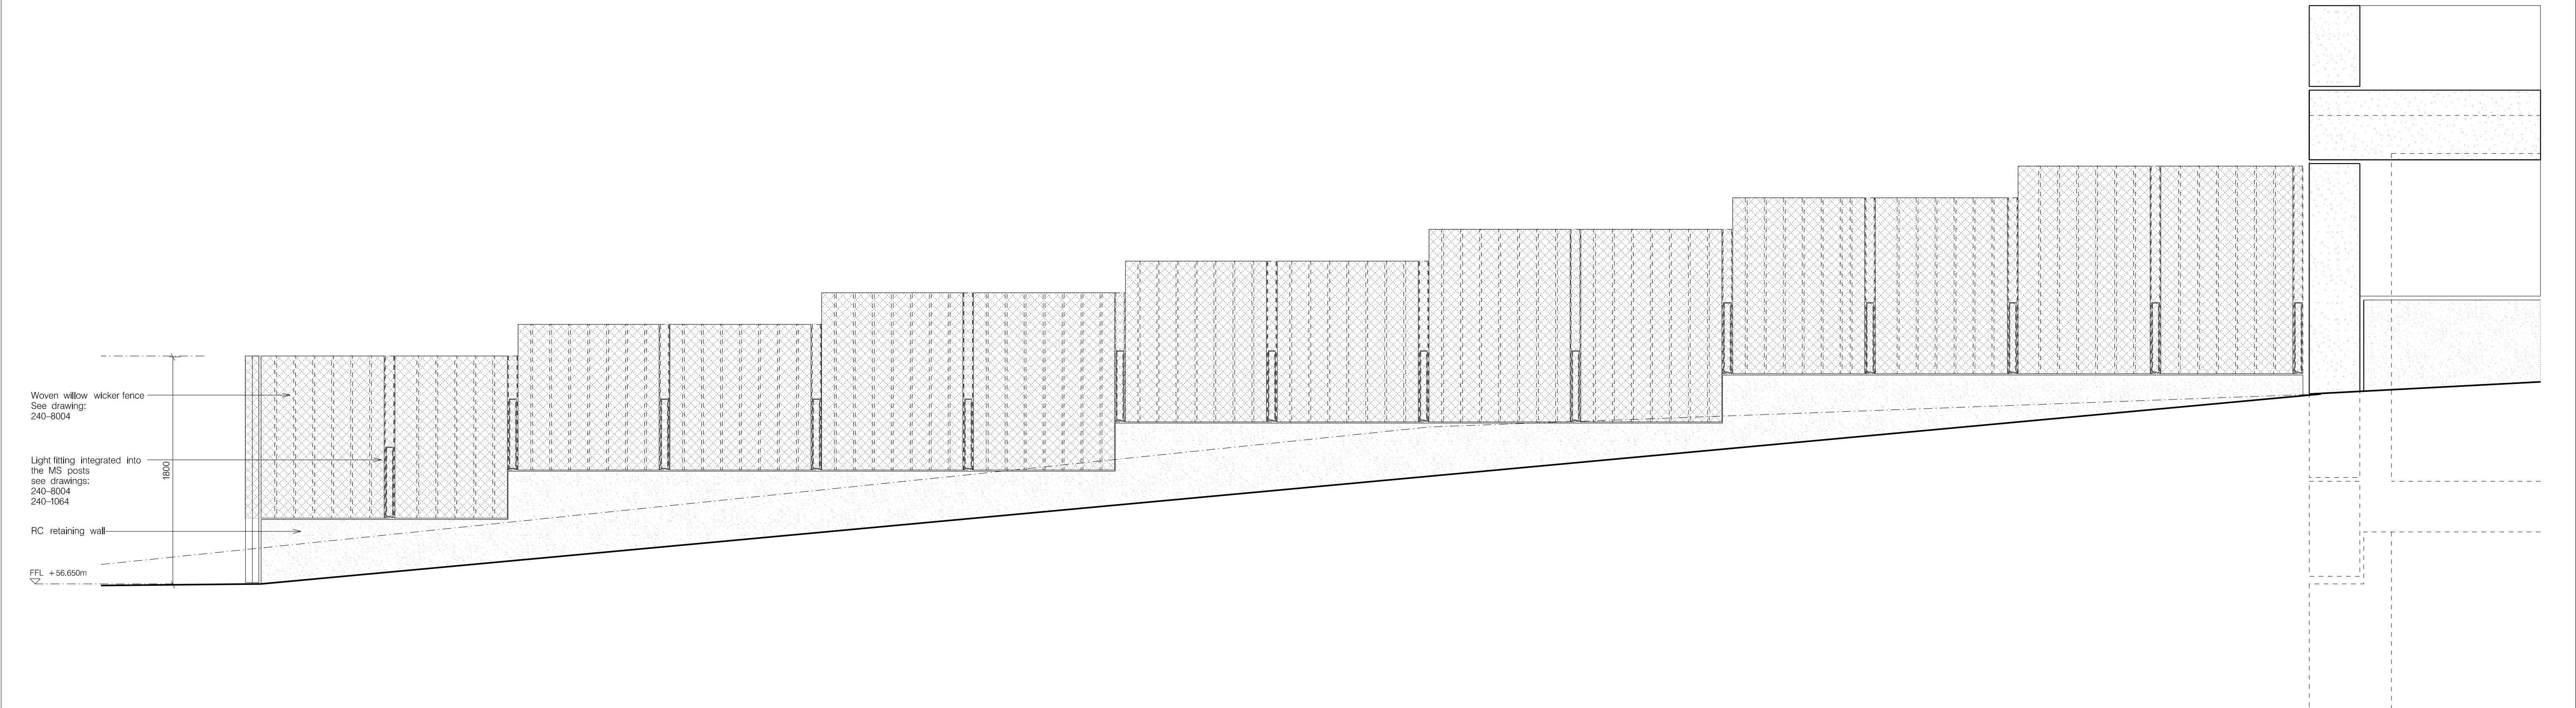 Woven willow wicker fence
See drawing:
240-8004
Light fitting integrated into
the MS posts
see drawings:
240-8004
240-1064
1800
RC retaining wall
FFL +56.650m